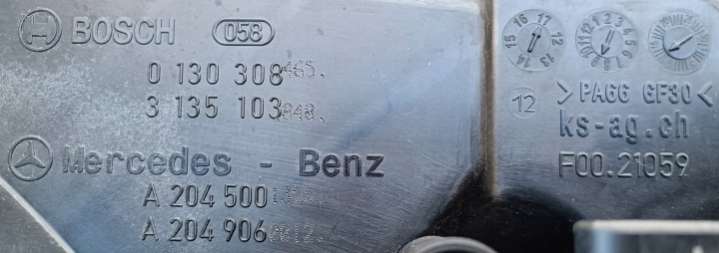 BOSCH 058
0 130 308 465.
3 135 103
Mercedes - Benz
A 204 500
A 204 906
12 >PA66 GF30<
ks-ag.ch
F00.21059